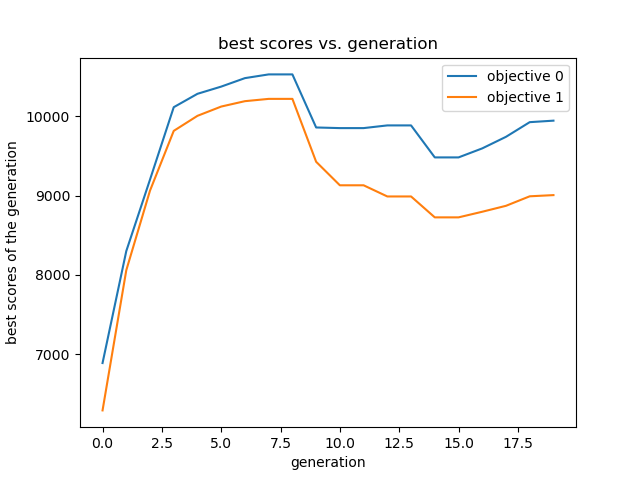 best scores vs. generation
objective 0
objective 1
best scores of the generation
10000
9000
8000
7000
0.0 2.5 5.0 7.5 10.0 12.5 15.0 17.5
generation